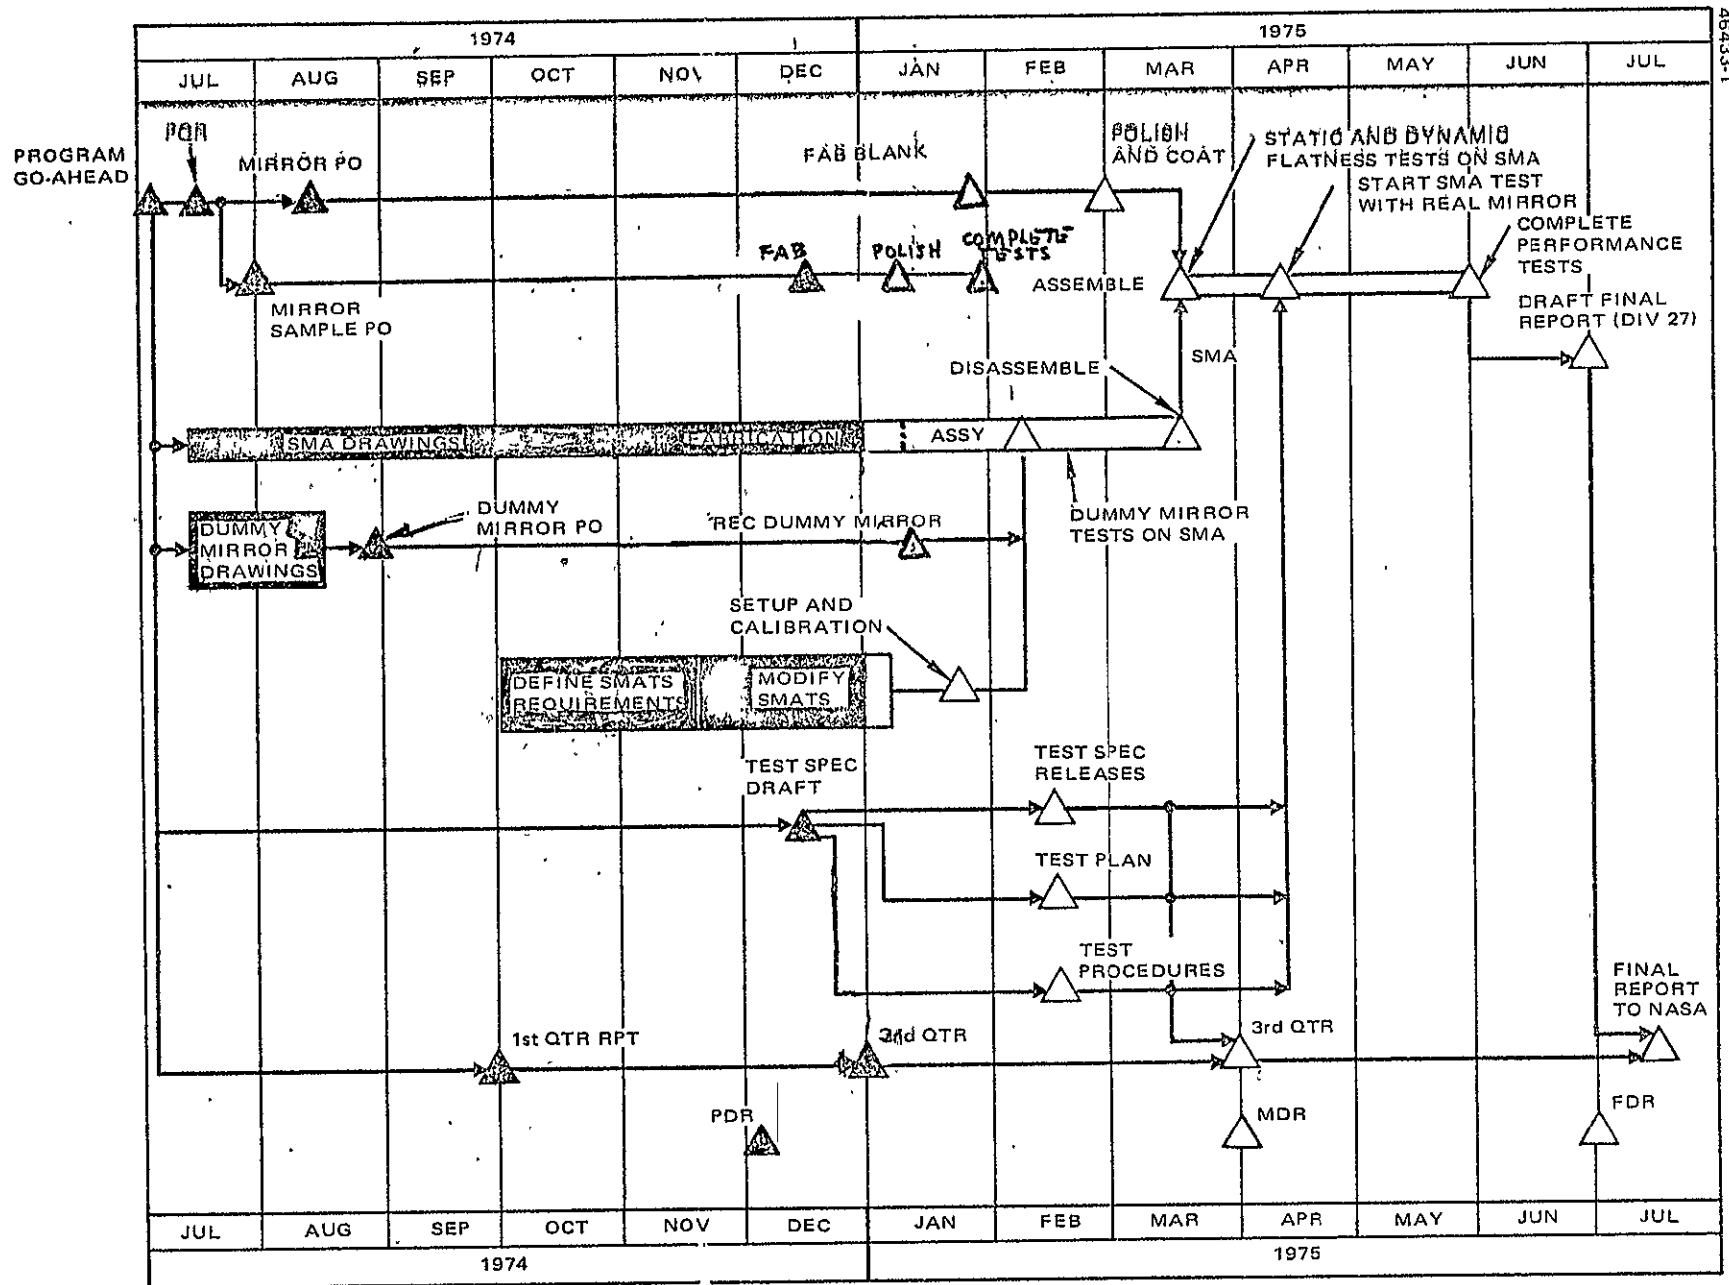 46433-1
1974
1975
JUL AUG SEP OCT NOV DEC JAN FEB MAR APR MAY JUN JUL
PROGRAM
GO-AHEAD
MIRROR PO
FAB BLANK
POLISH
AND COAT
STATIC AND DYNAMIC
FLATNESS TESTS ON SMA
START SMA TEST
WITH REAL MIRROR
COMPLETE
PERFORMANCE
TESTS
FAB
POLISH
COMPLETE
TESTS
ASSEMBLE
MIRROR
SAMPLE PO
DRAFT FINAL
REPORT (DIV 27)
SMA
DISASSEMBLE
SMA DRAWINGS
FABRICATION
ASSY
DUMMY
MIRROR
DRAWINGS
DUMMY
MIRROR PO
REC DUMMY MIRROR
DUMMY MIRROR
TESTS ON SMA
SETUP AND
CALIBRATION
DEFINE SMATS
REQUIREMENTS
MODIFY
SMATS
TEST SPEC
DRAFT
TEST SPEC
RELEASES
TEST PLAN
TEST
PROCEDURES
FINAL
REPORT
TO NASA
1st QTR RPT
2nd QTR
3rd QTR
PDR
MDR
FDR
JUL AUG SEP OCT NOV DEC JAN FEB MAR APR MAY JUN JUL
1974
1975